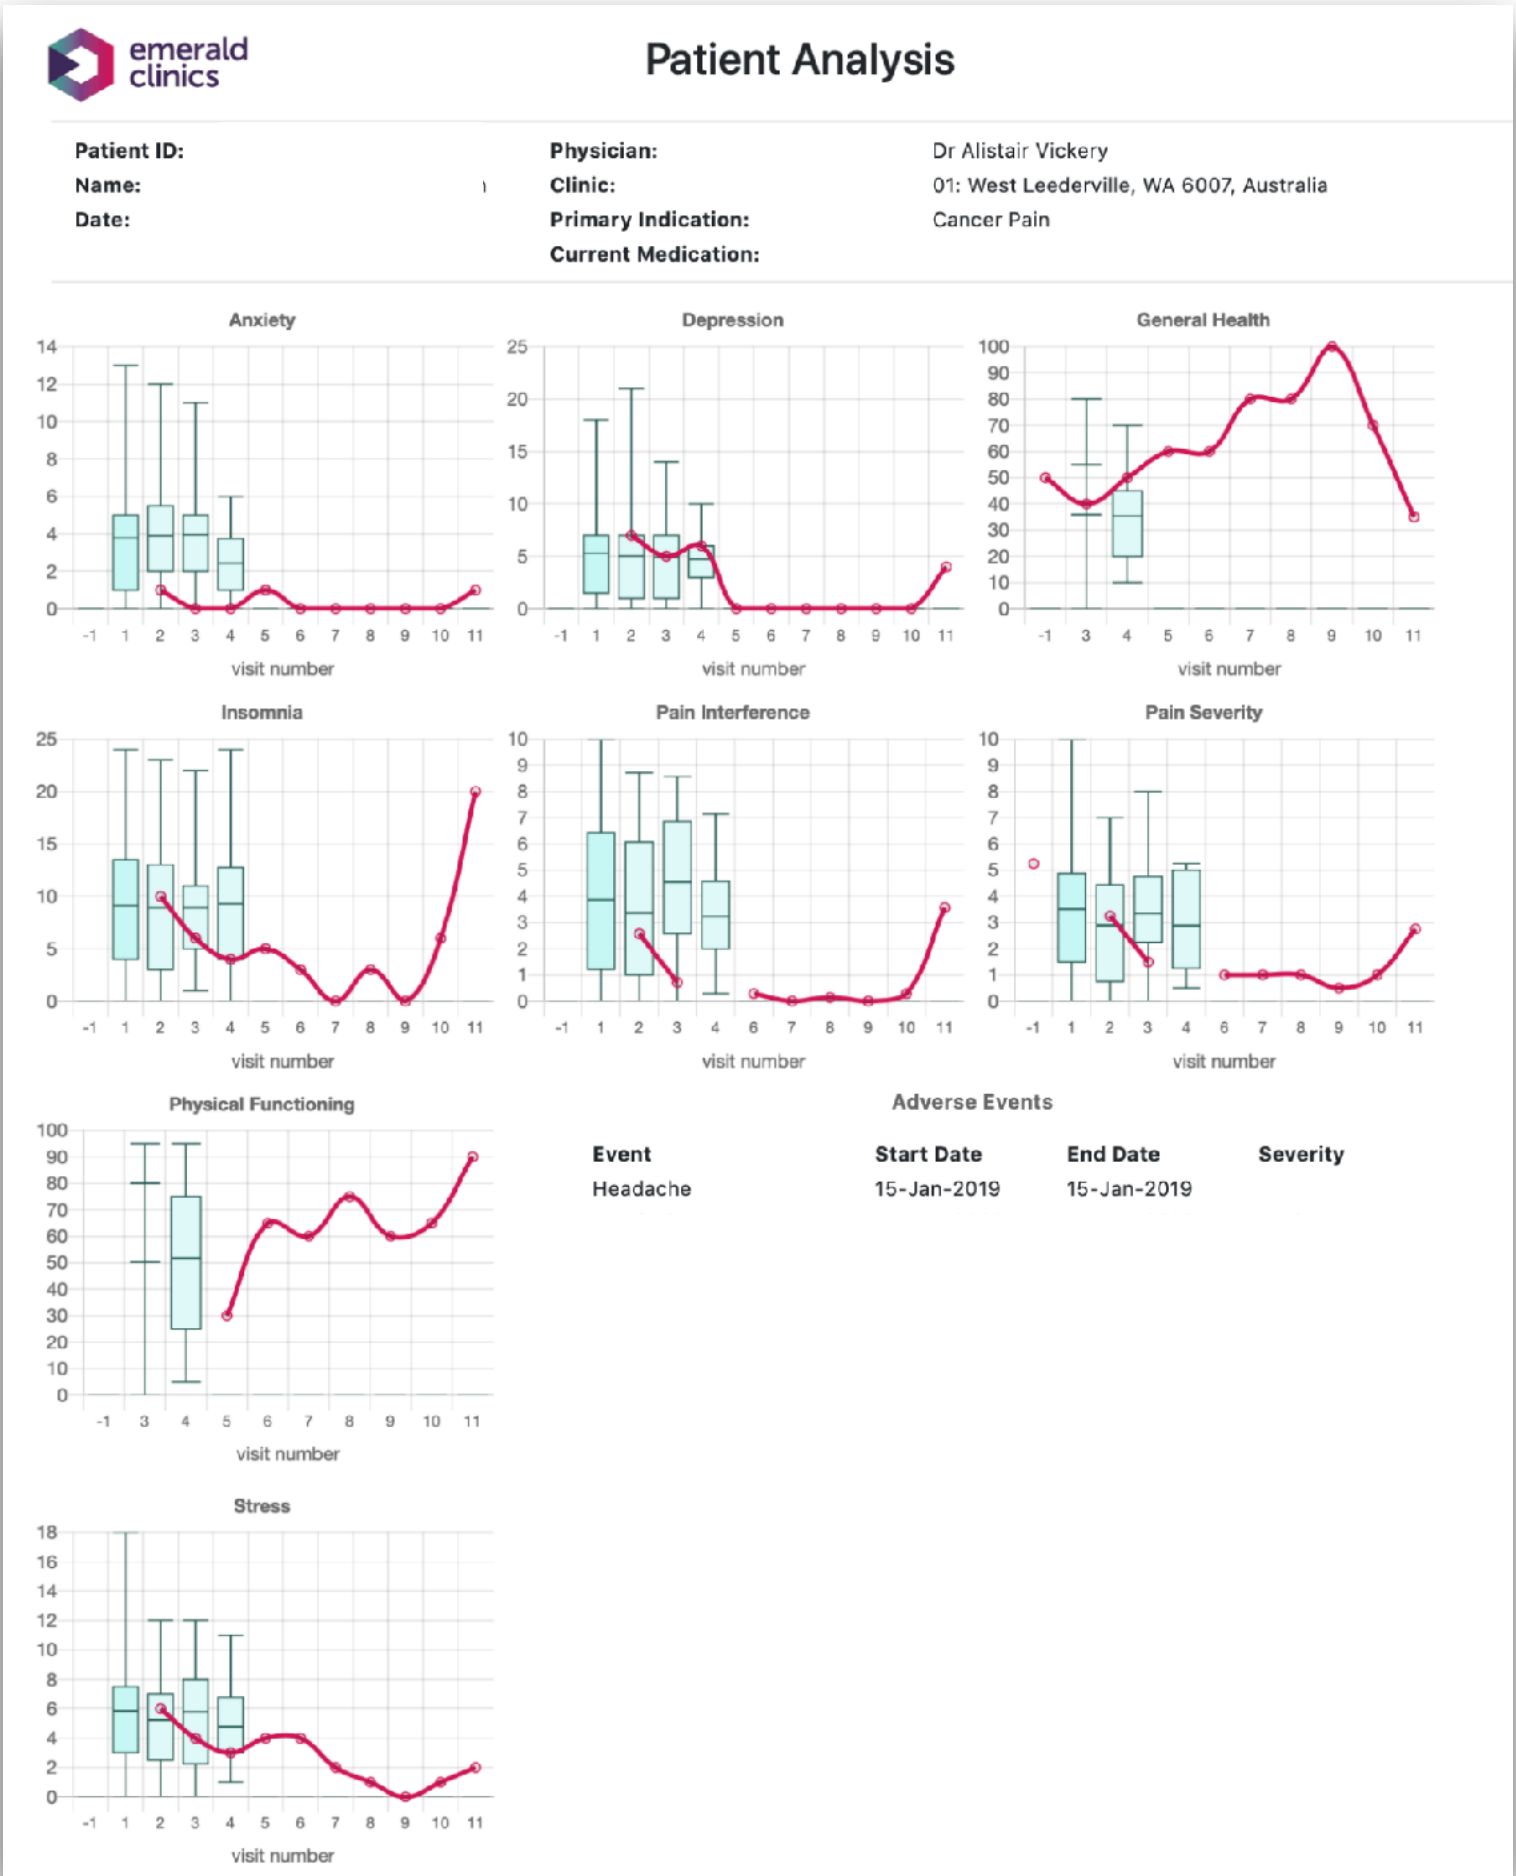 emerald
clinics
Patient Analysis
Patient ID:
Name:
Date:
Physician: Dr Alistair Vickery
Clinic: 01: West Leederville, WA 6007, Australia
Primary Indication: Cancer Pain
Current Medication:
Anxiety
14
12
10
8
6
4
2
0
-1 1 2 3 4 5 6 7 8 9 10 11
visit number
Depression
25
20
15
10
5
0
-1 1 2 3 4 5 6 7 8 9 10 11
visit number
General Health
100
90
80
70
60
50
40
30
20
10
0
-1 3 4 5 6 7 8 9 10 11
visit number
Insomnia
25
20
15
10
5
0
-1 1 2 3 4 5 6 7 8 9 10 11
visit number
Pain Interference
10
9
8
7
6
5
4
3
2
1
0
-1 1 2 3 4 6 7 8 9 10 11
visit number
Pain Severity
10
9
8
7
6
5
4
3
2
1
0
-1 1 2 3 4 6 7 8 9 10 11
visit number
Physical Functioning
100
90
80
70
60
50
40
30
20
10
0
-1 3 4 5 6 7 8 9 10 11
visit number
Adverse Events
Event Start Date End Date Severity
Headache 15-Jan-2019 15-Jan-2019
Stress
18
16
14
12
10
8
6
4
2
0
-1 1 2 3 4 5 6 7 8 9 10 11
visit number